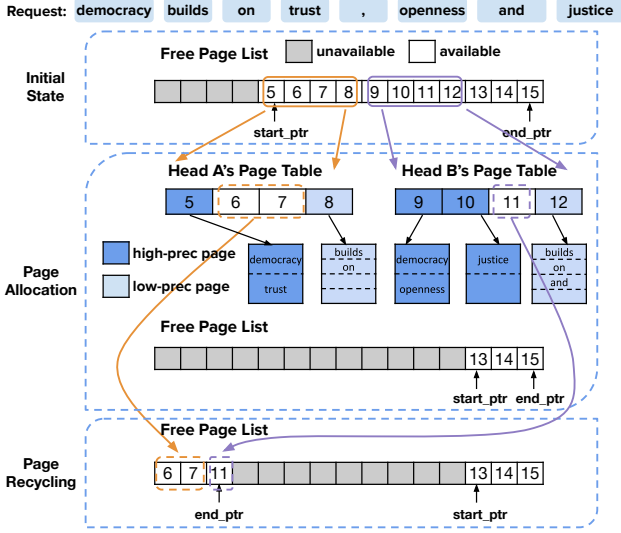 Request: democracy builds on trust , openness and justice
Initial State
Free Page List
unavailable
available
5 6 7 8 9 10 11 12 13 14 15
start_ptr
end_ptr
Page Allocation
Head A's Page Table
Head B's Page Table
5 6 7 8
9 10 11 12
high-prec page
low-prec page
democracy
trust
builds
on
democracy
openness
justice
builds
on
and
Free Page List
13 14 15
start_ptr
end_ptr
Page Recycling
Free Page List
6 7 11 13 14 15
end_ptr
start_ptr